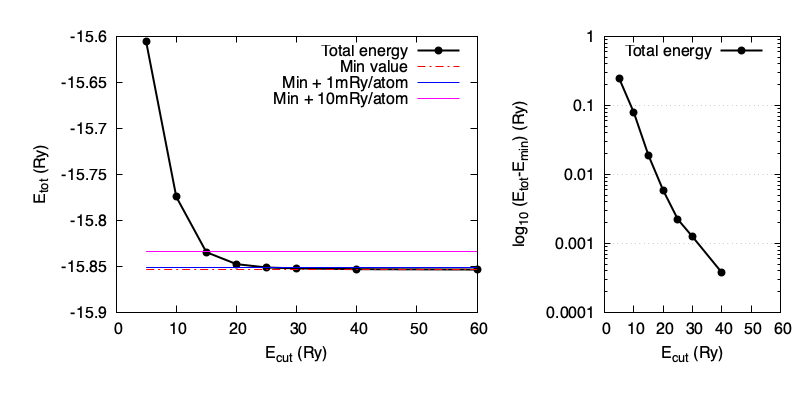 -15.6
-15.65
-15.7
-15.75
-15.8
-15.85
-15.9
0
10
20
30
40
50
60
E_tot (Ry)
E_cut (Ry)
Total energy
Min value
Min + 1mRy/atom
Min + 10mRy/atom
1
0.1
0.01
0.001
0.0001
0
10
20
30
40
50
60
log_10 (E_tot-E_min) (Ry)
E_cut (Ry)
Total energy